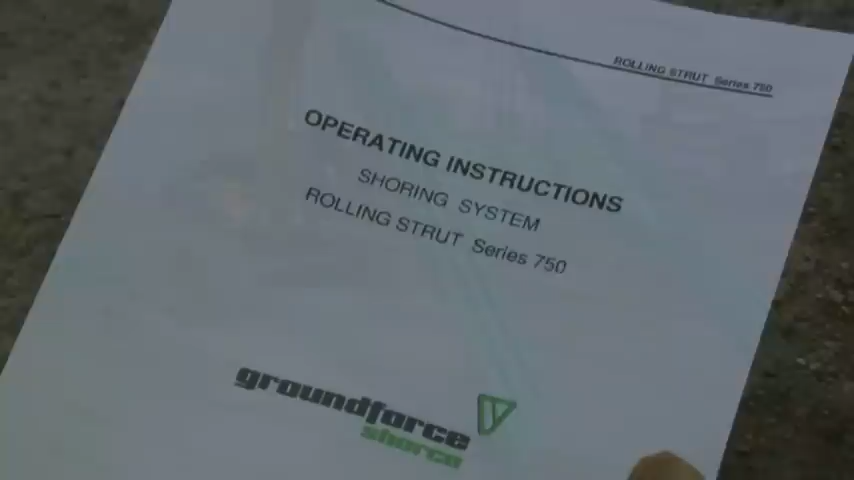 ROLLING STRUT Series 750
OPERATING INSTRUCTIONS
SHORING SYSTEM
ROLLING STRUT Series 750
groundforce
shorco